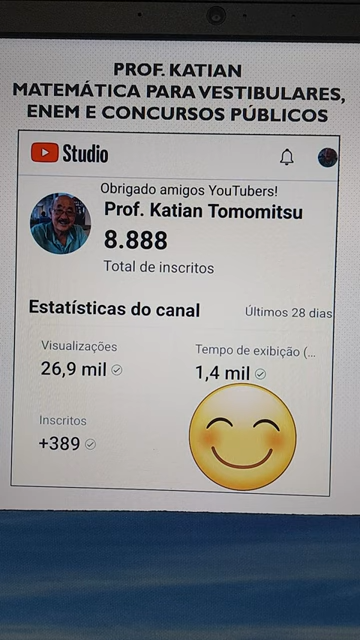 PROF. KATIAN
MATEMÁTICA PARA VESTIBULARES,
ENEM E CONCURSOS PÚBLICOS
Studio
Obrigado amigos YouTubers!
Prof. Katian Tomomitsu
8.888
Total de inscritos
Estatísticas do canal
Últimos 28 dias
Visualizações
Tempo de exibição (...
26,9 mil
1,4 mil
Inscritos
+389